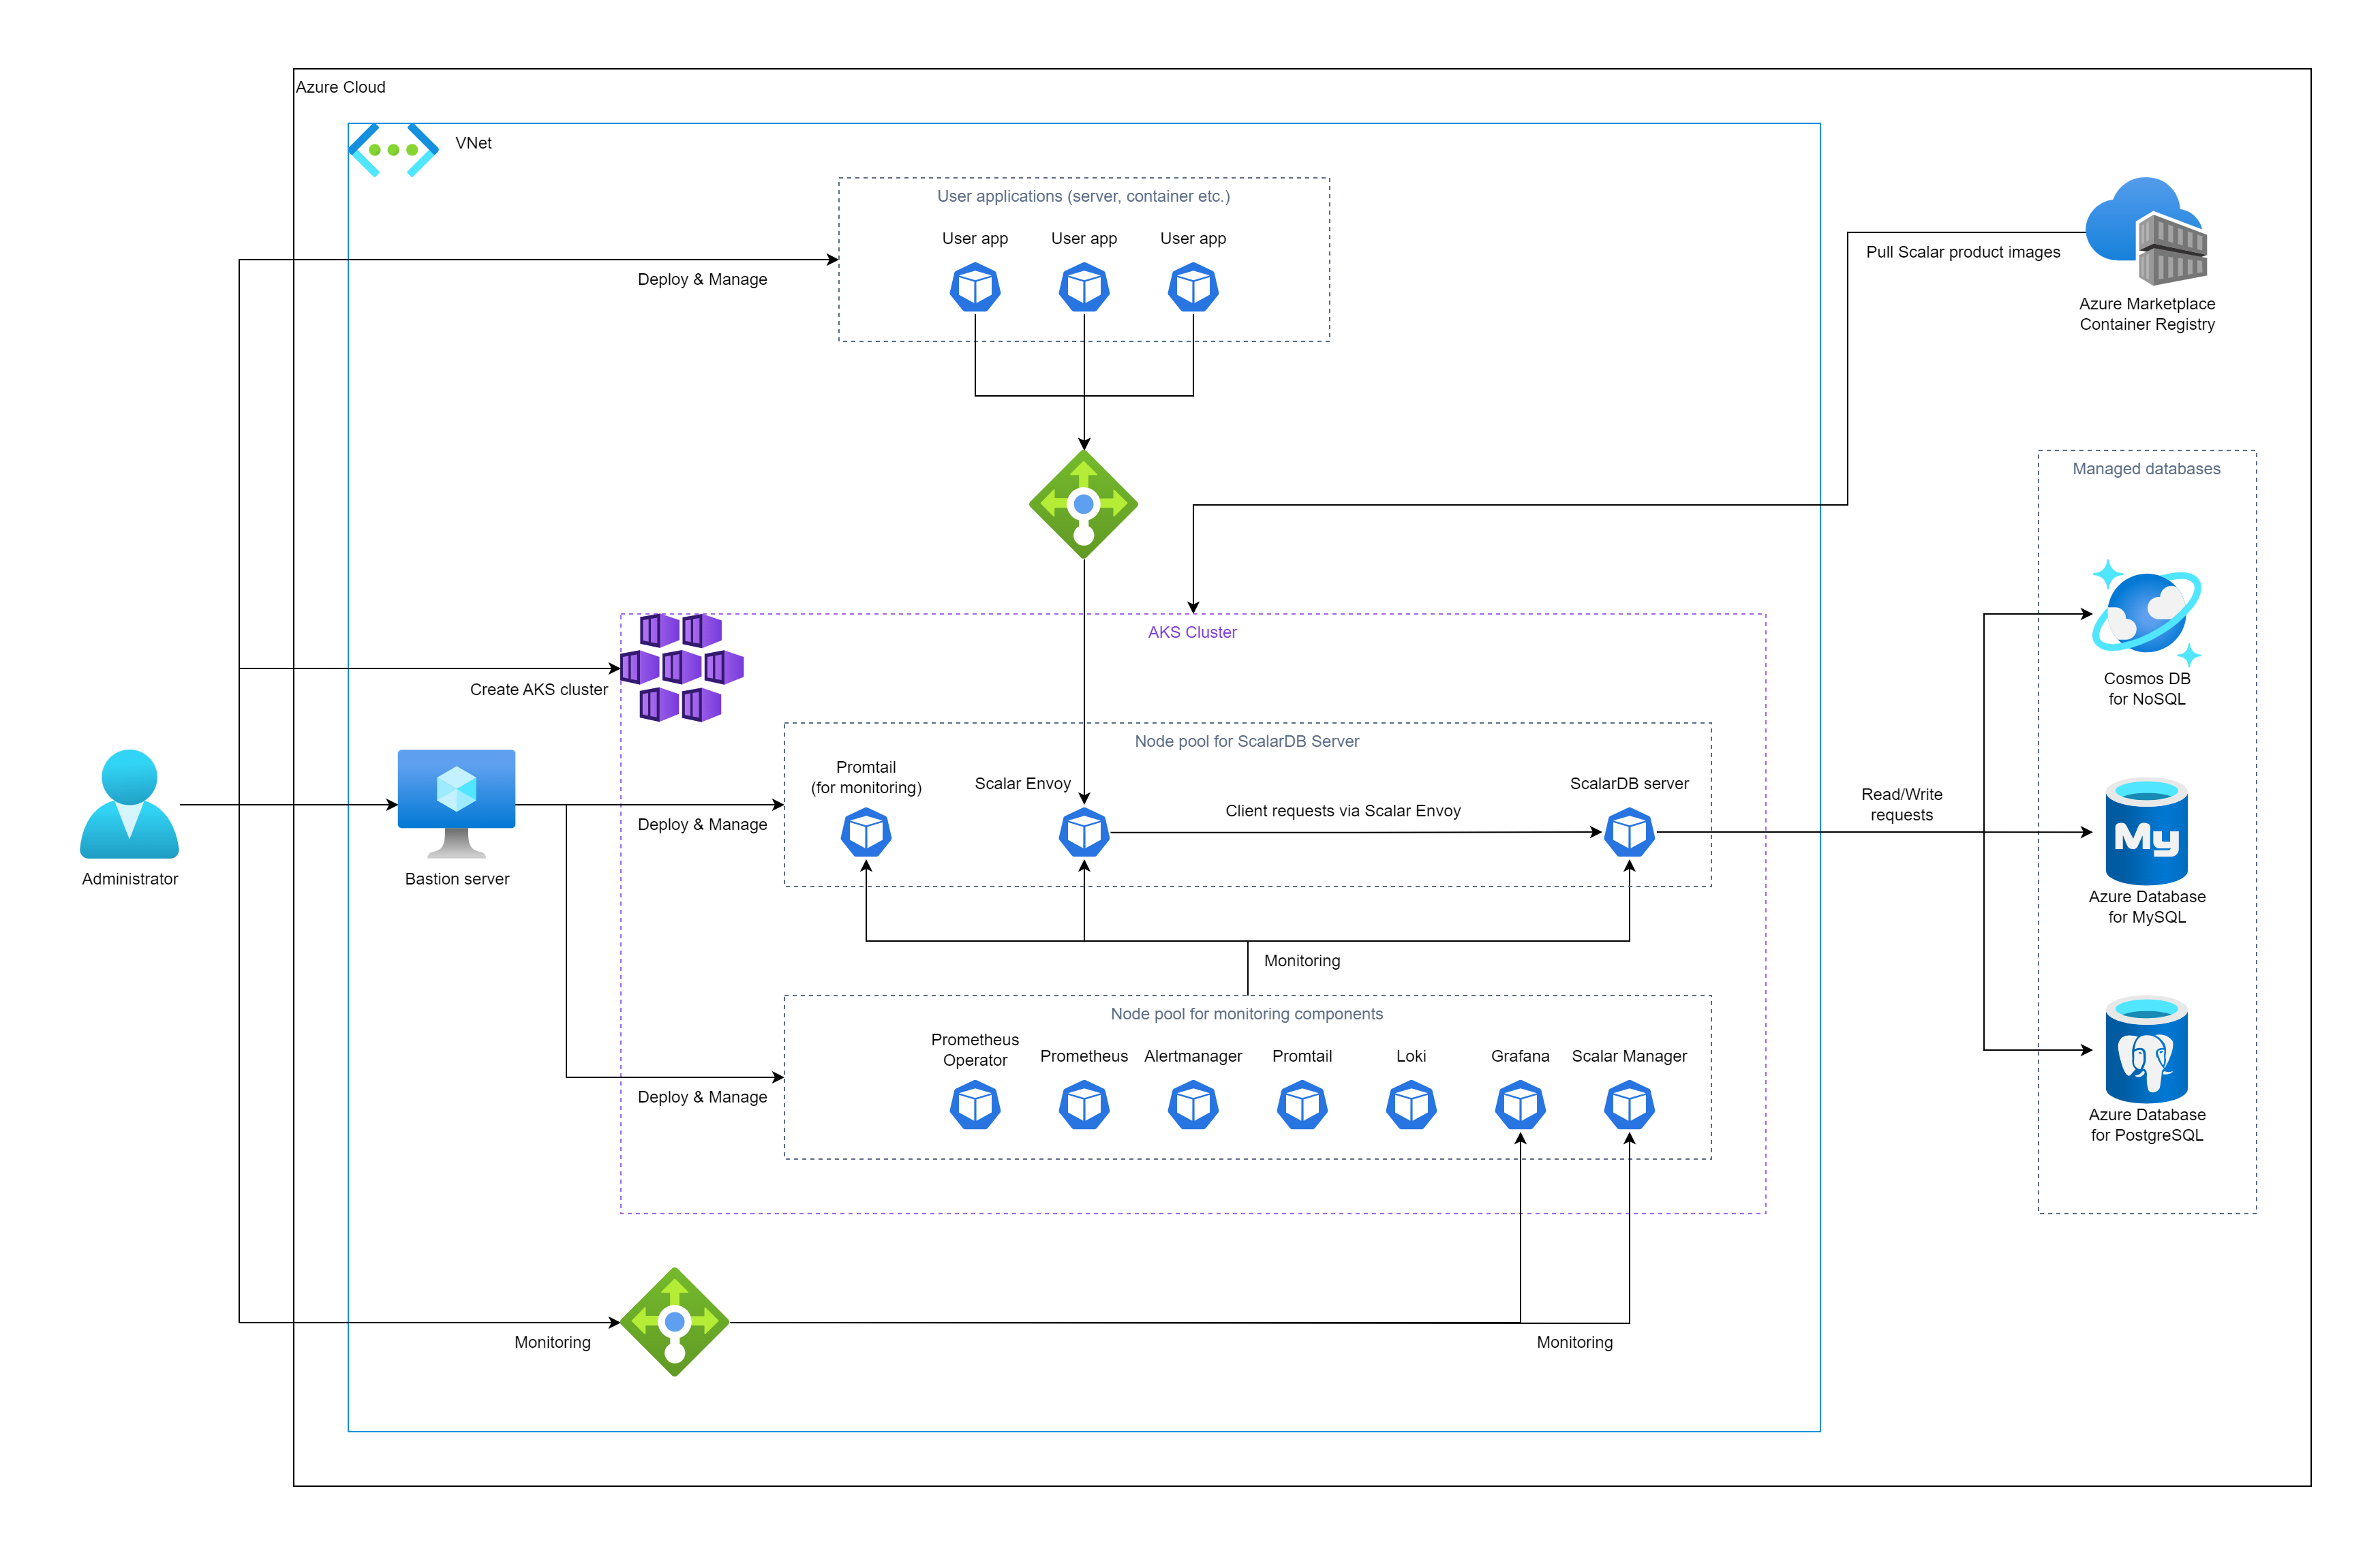 Azure Cloud
VNet
User applications (server, container etc.)
User app
User app
User app
Deploy & Manage
Pull Scalar product images
Azure Marketplace
Container Registry
Managed databases
AKS Cluster
Create AKS cluster
Cosmos DB
for NoSQL
Node pool for ScalarDB Server
Promtail
(for monitoring)
Scalar Envoy
ScalarDB server
Client requests via Scalar Envoy
Read/Write
requests
Deploy & Manage
My
Administrator
Bastion server
Azure Database
for MySQL
Monitoring
Node pool for monitoring components
Prometheus
Operator
Prometheus
Alertmanager
Promtail
Loki
Grafana
Scalar Manager
Deploy & Manage
Azure Database
for PostgreSQL
Monitoring
Monitoring